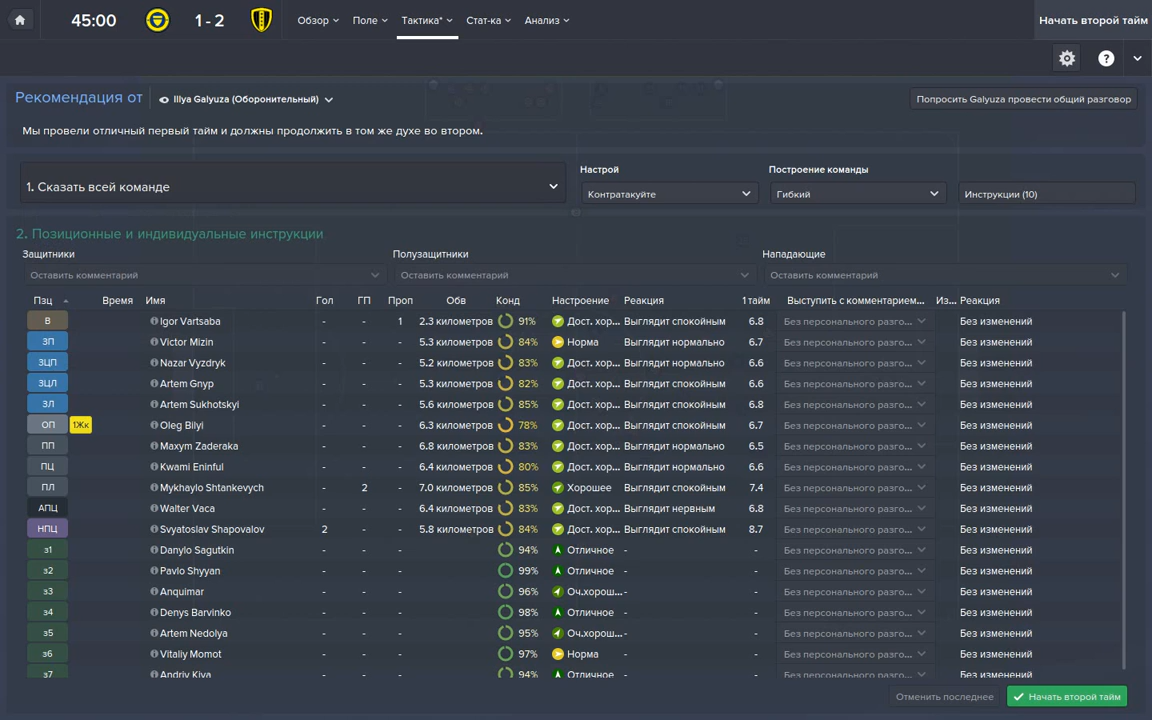 45:00 1 - 2 Обзор Поле Тактика* Стат-ка Анализ Начать второй тайм
Рекомендация от Illya Galyuza (Оборонительный) Попросить Galyuza провести общий разговор
Мы провели отличный первый тайм и должны продолжить в том же духе во втором.
Настрой Построение команды
1. Сказать всей команде Контратакуйте Гибкий Инструкции (10)
2. Позиционные и индивидуальные инструкции
Защитники Полузащитники Нападающие
Оставить комментарий Оставить комментарий Оставить комментарий
Пзц Время Имя Гол ГП Проп Обв Конд Настроение Реакция 1 тайм Выступить с комментарием... Из... Реакция
В Igor Vartsaba - - 1 2.3 километров 91% Дост. хор... Выглядит спокойным 6.8 Без персонального разго... Без изменений
ЗП Victor Mizin - - - 5.3 километров 84% Норма Выглядит нормально 6.7 Без персонального разго... Без изменений
ЗЦП Nazar Vyzdryk - - - 5.2 километров 83% Дост. хор... Выглядит нормально 6.6 Без персонального разго... Без изменений
ЗЦЛ Artem Gnyp - - - 5.3 километров 82% Дост. хор... Выглядит спокойным 6.6 Без персонального разго... Без изменений
ЗЛ Artem Sukhotskyi - - - 5.6 километров 85% Дост. хор... Выглядит спокойным 6.8 Без персонального разго... Без изменений
ОП 1Жк Oleg Bilyi - - - 6.3 километров 78% Дост. хор... Выглядит спокойным 6.7 Без персонального разго... Без изменений
ПП Maxym Zaderaka - - - 6.8 километров 83% Дост. хор... Выглядит нормально 6.5 Без персонального разго... Без изменений
ПЦ Kwami Eninful - - - 6.4 километров 80% Дост. хор... Выглядит нормально 6.6 Без персонального разго... Без изменений
ПЛ Mykhaylo Shtankevych - 2 - 7.0 километров 85% Хорошее Выглядит спокойным 7.4 Без персонального разго... Без изменений
АПЦ Walter Vaca - - - 6.4 километров 83% Дост. хор... Выглядит нервным 6.8 Без персонального разго... Без изменений
НПЦ Svyatoslav Shapovalov 2 - - 5.8 километров 84% Дост. хор... Выглядит спокойным 8.7 Без персонального разго... Без изменений
з1 Danylo Sagutkin - - - 94% Отличное - - Без персонального разго... Без изменений
з2 Pavlo Shyyan - - - 99% Отличное - - Без персонального разго... Без изменений
з3 Anquimar - - - 96% Оч.хорош... - - Без персонального разго... Без изменений
з4 Denys Barvinko - - - 98% Отличное - - Без персонального разго... Без изменений
з5 Artem Nedolya - - - 95% Оч.хорош... - - Без персонального разго... Без изменений
з6 Vitaliy Momot - - - 97% Норма - - Без персонального разго... Без изменений
з7 Andriy Kiva - - - 94% Отличное - - Без персонального разго... Без изменений
Отменить последнее Начать второй тайм